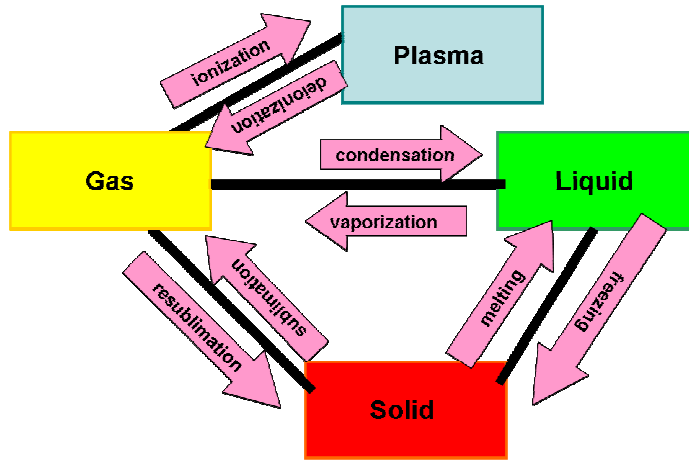 Plasma
ionization
deionization
Gas
condensation
Liquid
vaporization
resublimation
sublimation
melting
freezing
Solid